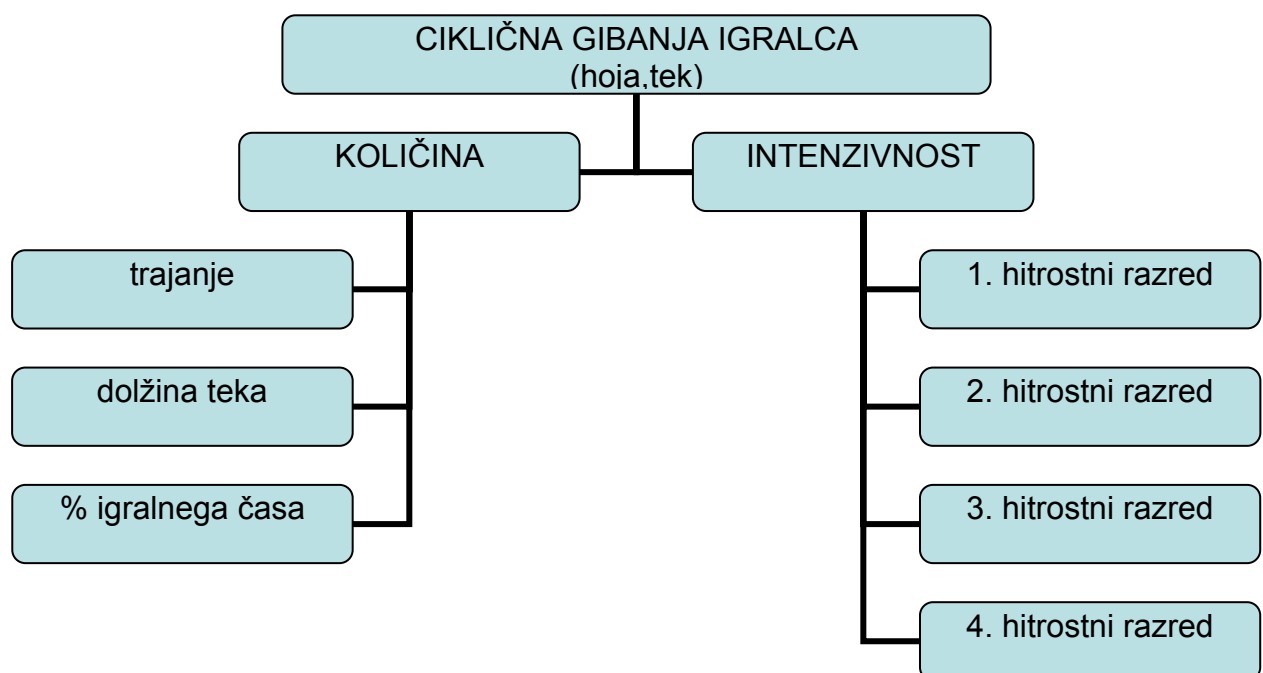 CIKLIČNA GIBANJA IGRALCA
(hoja,tek)
KOLIČINA
INTENZIVNOST
trajanje
dolžina teka
% igralnega časa
1. hitrostni razred
2. hitrostni razred
3. hitrostni razred
4. hitrostni razred